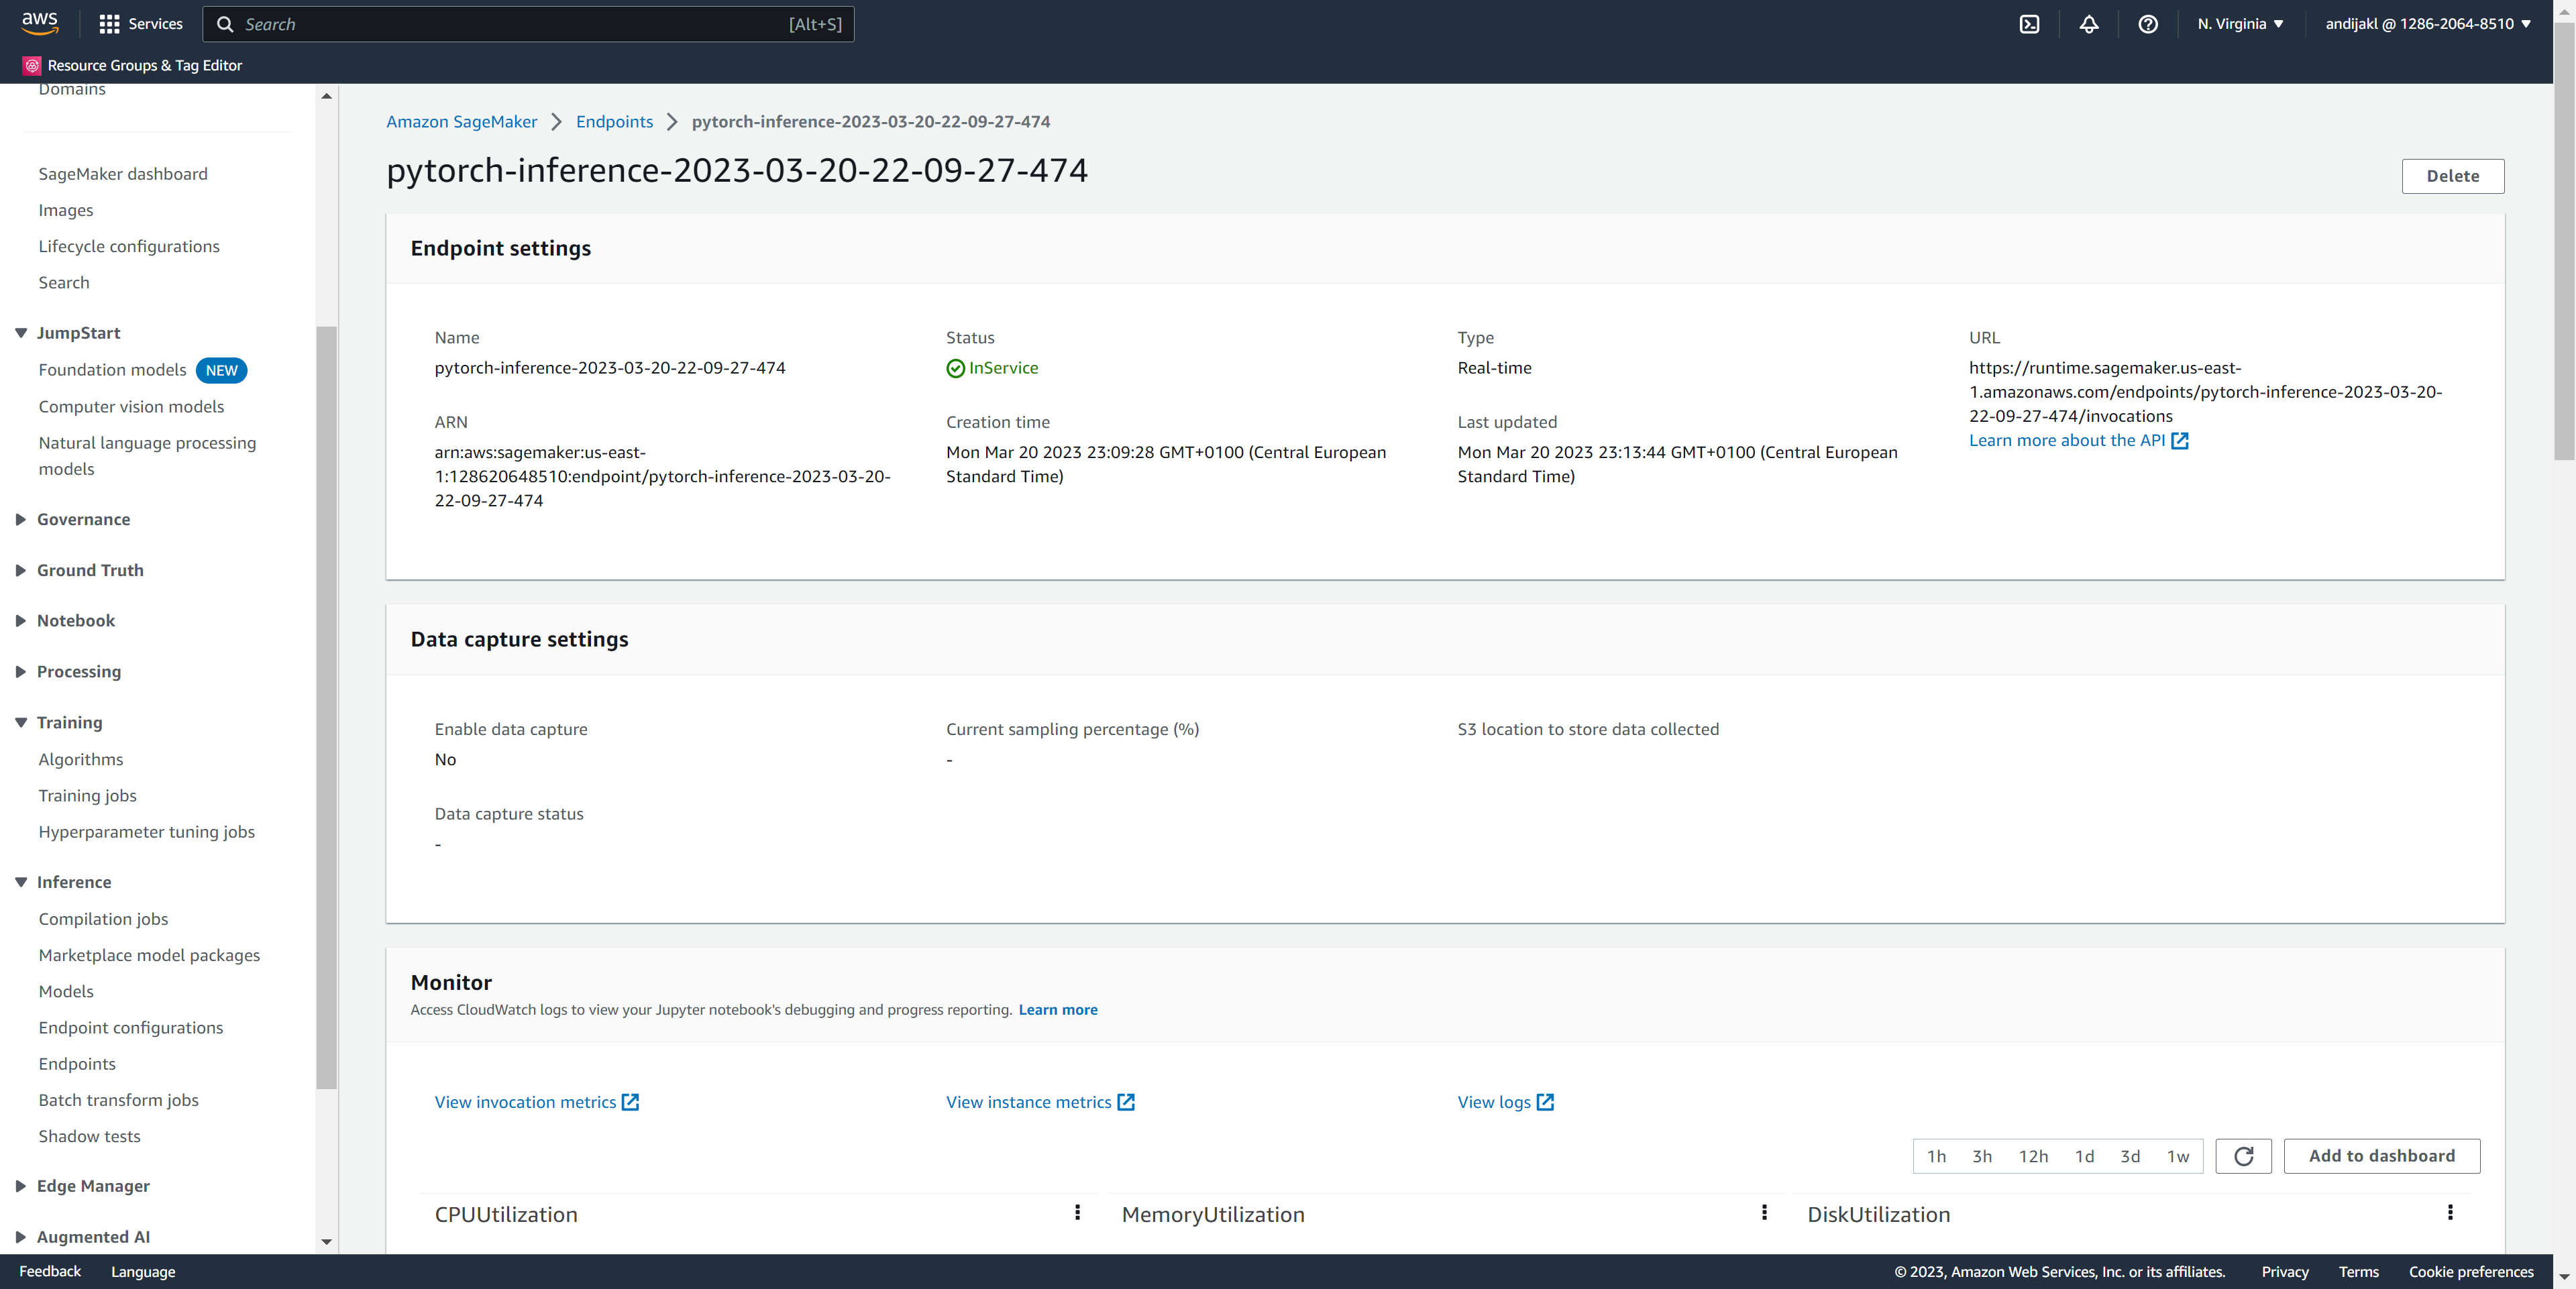 aws
Services
Search
[Alt+S]
N. Virginia
andijakl @ 1286-2064-8510
Resource Groups & Tag Editor
Domains
SageMaker dashboard
Images
Lifecycle configurations
Search
JumpStart
Foundation models NEW
Computer vision models
Natural language processing
models
Governance
Ground Truth
Notebook
Processing
Training
Algorithms
Training jobs
Hyperparameter tuning jobs
Inference
Compilation jobs
Marketplace model packages
Models
Endpoint configurations
Endpoints
Batch transform jobs
Shadow tests
Edge Manager
Augmented AI
Amazon SageMaker
Endpoints
pytorch-inference-2023-03-20-22-09-27-474
pytorch-inference-2023-03-20-22-09-27-474
Delete
Endpoint settings
Name
pytorch-inference-2023-03-20-22-09-27-474
Status
InService
Type
Real-time
URL
https://runtime.sagemaker.us-east-
1.amazonaws.com/endpoints/pytorch-inference-2023-03-20-
22-09-27-474/invocations
Learn more about the API
ARN
arn:aws:sagemaker:us-east-
1:128620648510:endpoint/pytorch-inference-2023-03-20-
22-09-27-474
Creation time
Mon Mar 20 2023 23:09:28 GMT+0100 (Central European
Standard Time)
Last updated
Mon Mar 20 2023 23:13:44 GMT+0100 (Central European
Standard Time)
Data capture settings
Enable data capture
No
Current sampling percentage (%)
-
S3 location to store data collected
Data capture status
-
Monitor
Access CloudWatch logs to view your Jupyter notebook's debugging and progress reporting. Learn more
View invocation metrics
View instance metrics
View logs
1h 3h 12h 1d 3d 1w
Add to dashboard
CPUUtilization
MemoryUtilization
DiskUtilization
Feedback
Language
© 2023, Amazon Web Services, Inc. or its affiliates.
Privacy
Terms
Cookie preferences